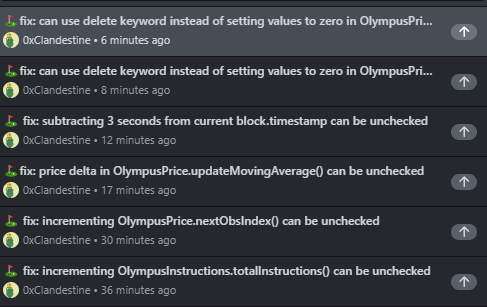 fix: can use delete keyword instead of setting values to zero in OlympusPri...
0xClandestine • 6 minutes ago
fix: can use delete keyword instead of setting values to zero in OlympusPri...
0xClandestine • 8 minutes ago
fix: subtracting 3 seconds from current block.timestamp can be unchecked
0xClandestine • 12 minutes ago
fix: price delta in OlympusPrice.updateMovingAverage() can be unchecked
0xClandestine • 17 minutes ago
fix: incrementing OlympusPrice.nextObsIndex() can be unchecked
0xClandestine • 30 minutes ago
fix: incrementing OlympusInstructions.totalInstructions() can be unchecked
0xClandestine • 36 minutes ago